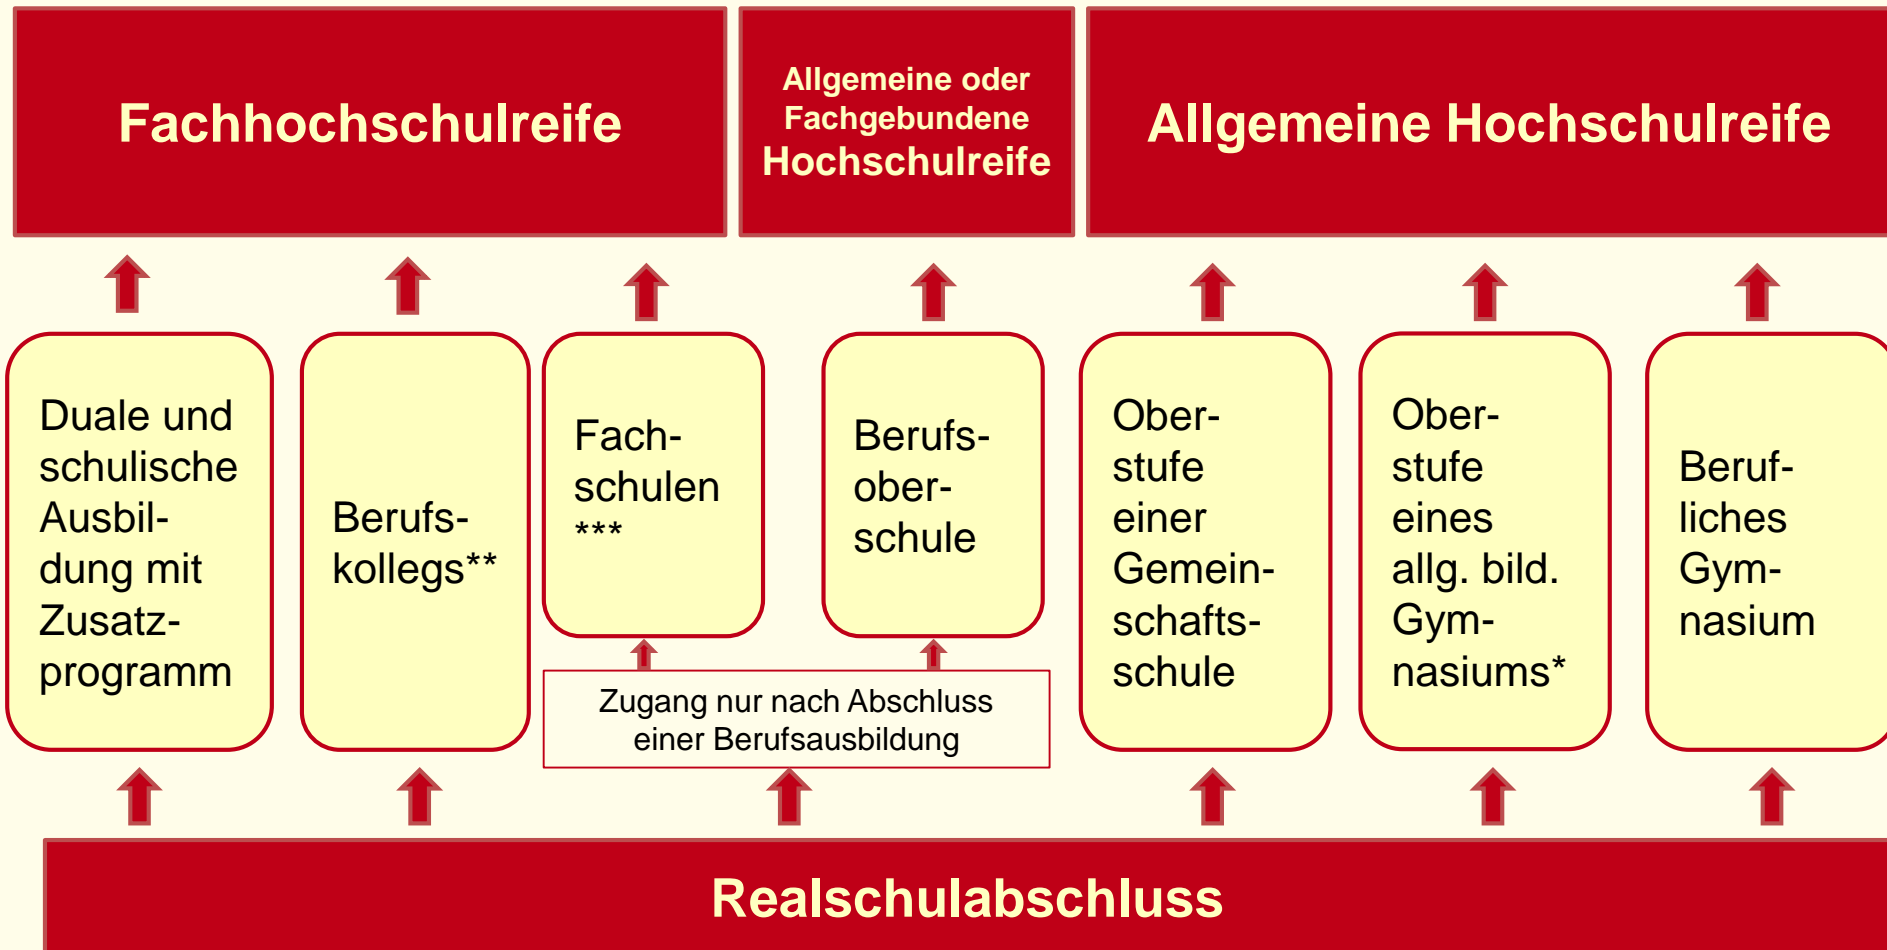 Fachhochschulreife
Allgemeine oder
Fachgebundene
Hochschulreife
Allgemeine Hochschulreife
Duale und
schulische
Ausbil-
dung mit
Zusatz-
programm
Berufs-
kollegs**
Fach-
schulen
***
Berufs-
ober-
schule
Ober-
stufe
einer
Gemein-
schafts-
schule
Ober-
stufe
eines
allg. bild.
Gym-
nasiums*
Beruf-
liches
Gym-
nasium
Zugang nur nach Abschluss
einer Berufsausbildung
Realschulabschluss